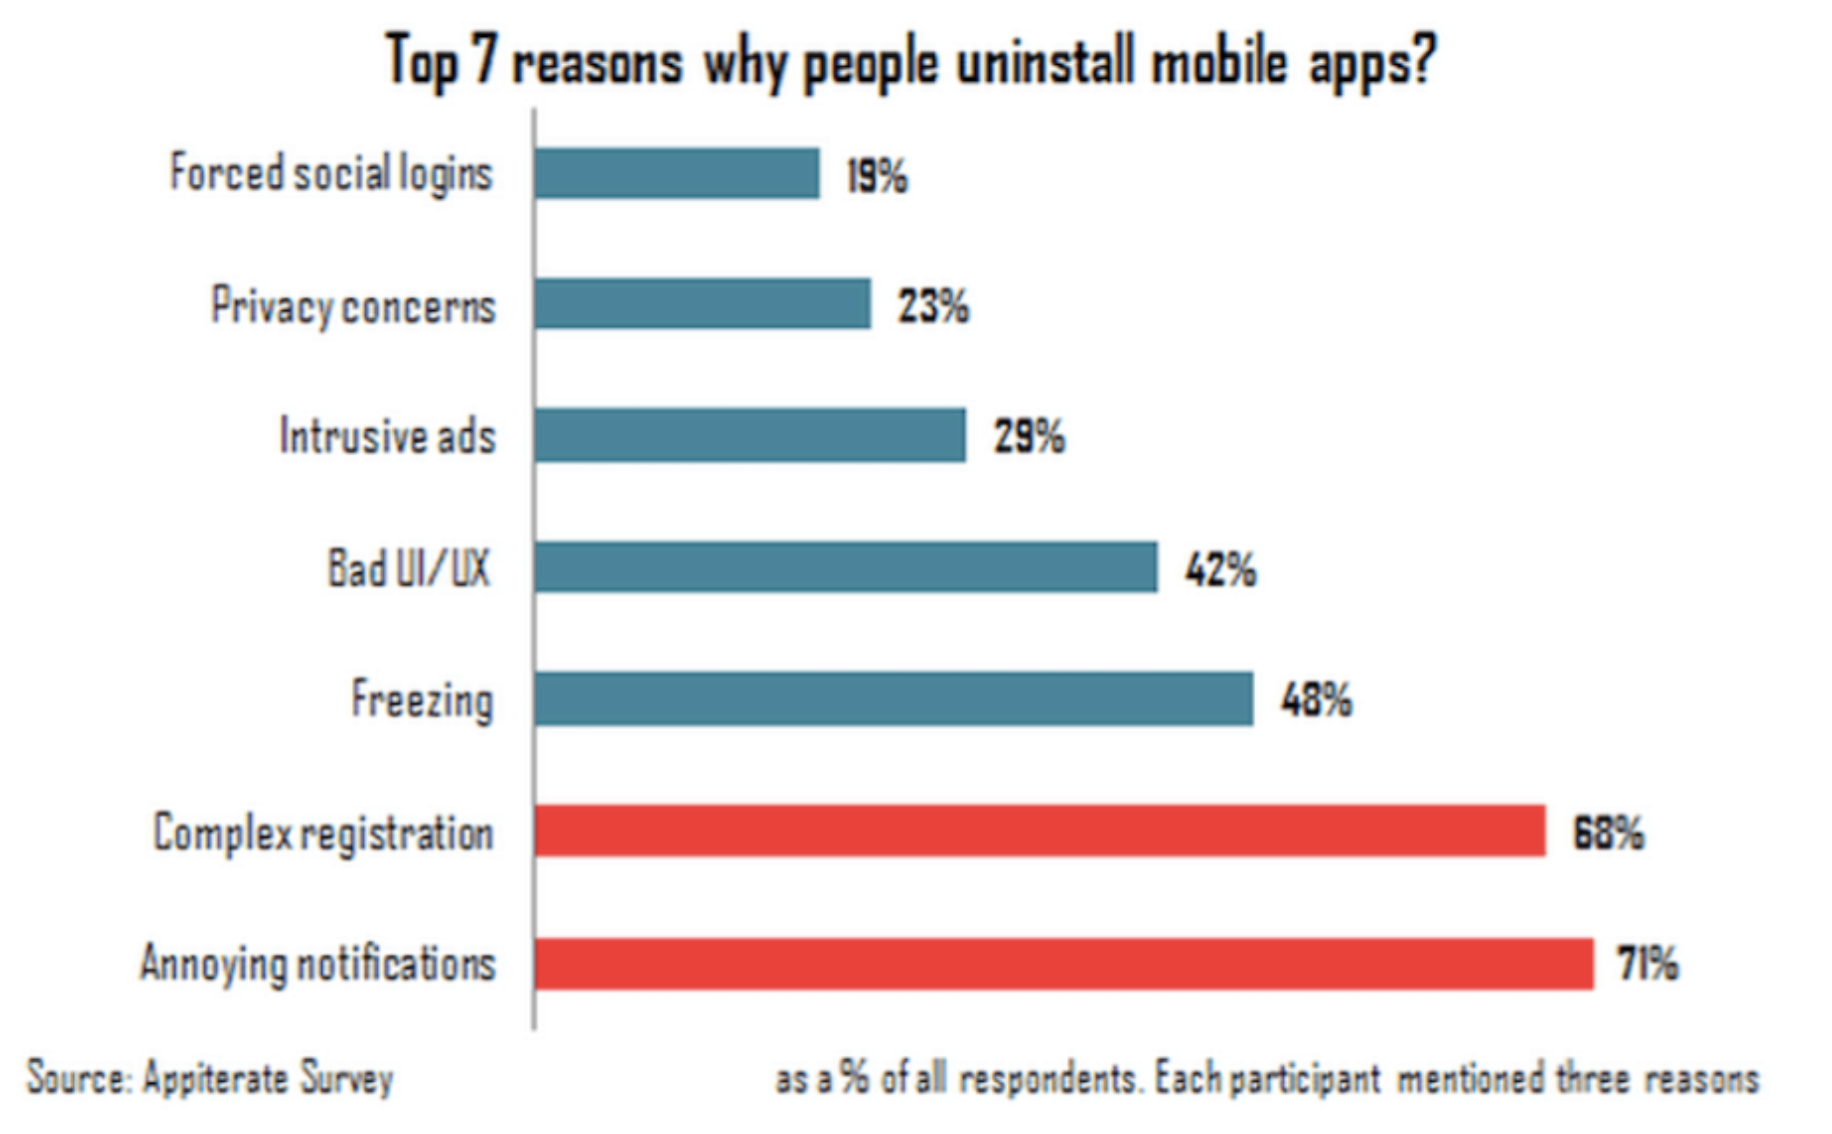 Top 7 reasons why people uninstall mobile apps?
Forced social logins 19%
Privacy concerns 23%
Intrusive ads 29%
Bad UI/UX 42%
Freezing 48%
Complex registration 68%
Annoying notifications 71%
Source: Appiterate Survey as a % of all respondents. Each participant mentioned three reasons